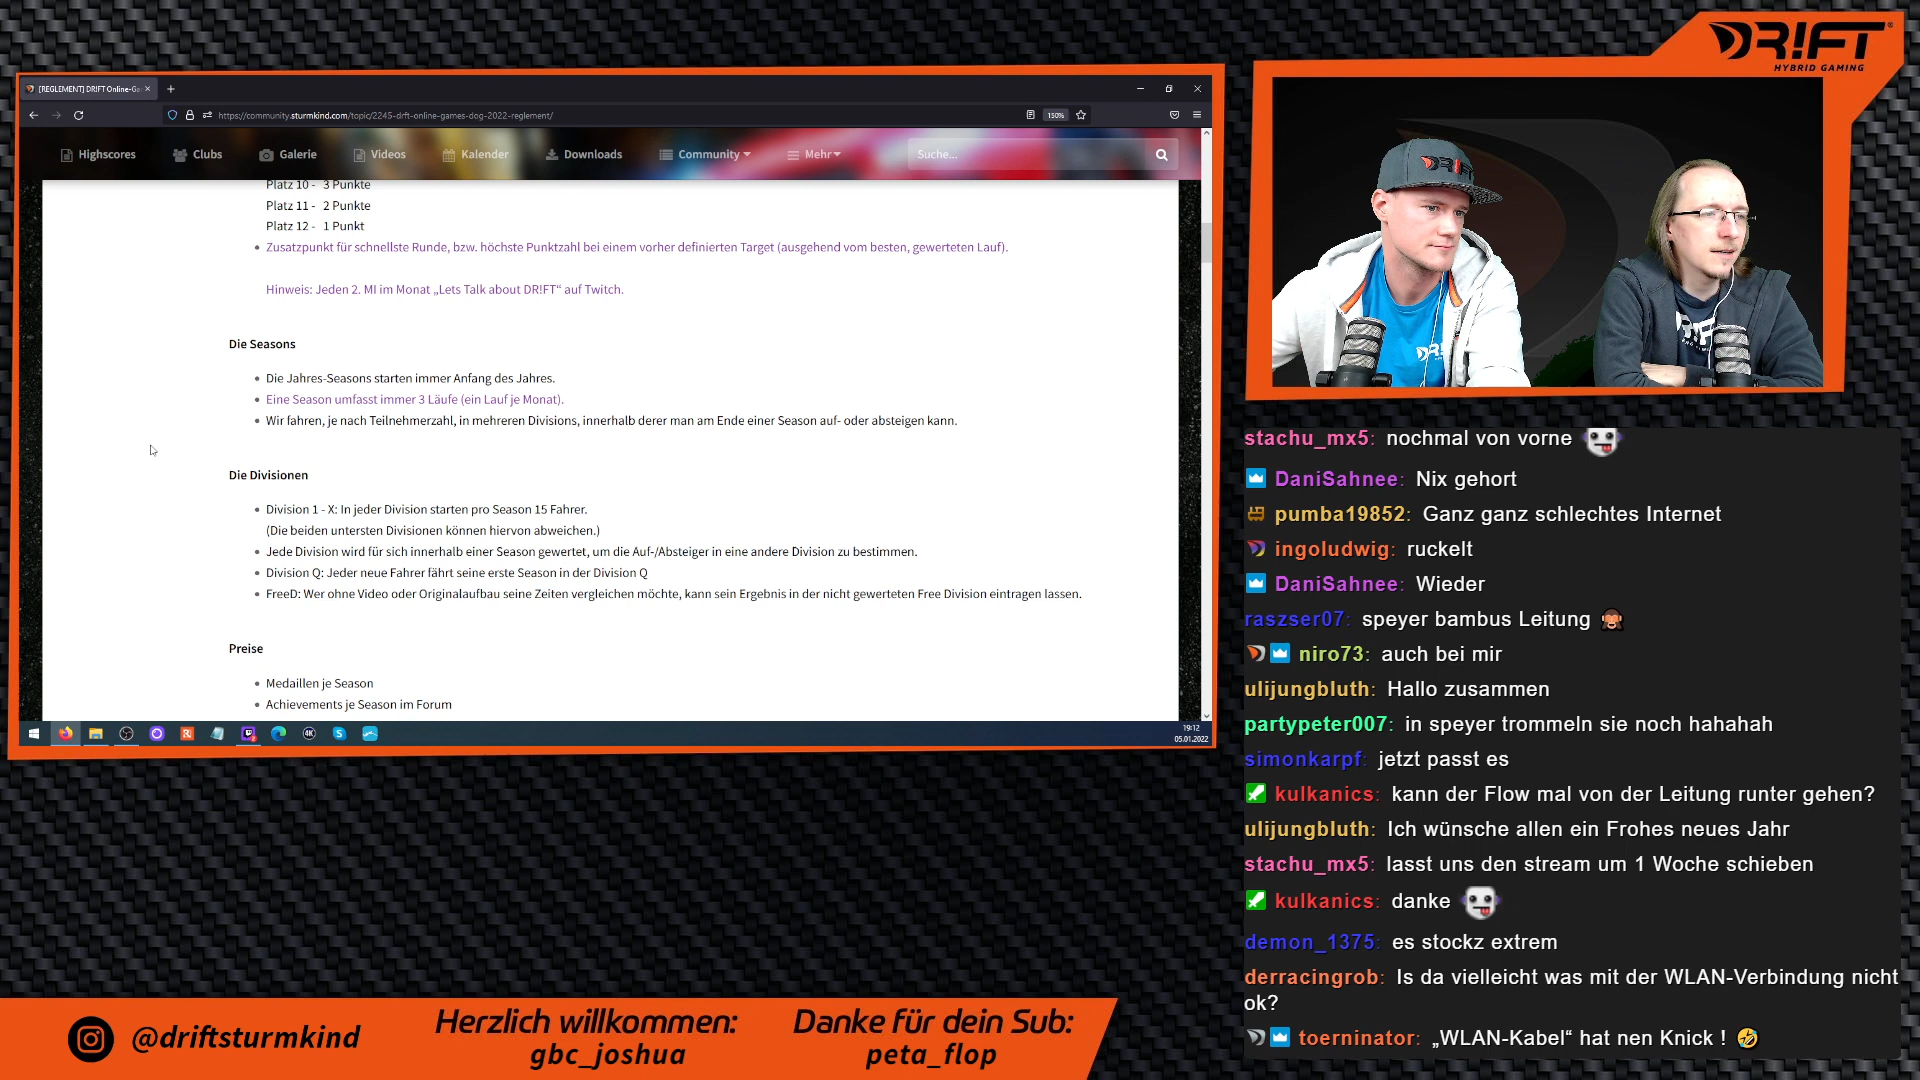 [REGLEMENT] DR!FT Online-Ga
https://community.sturmkind.com/topic/2245-drft-online-games-dog-2022-reglement/
150%
Highscores
Clubs
Galerie
Videos
Kalender
Downloads
Community
Mehr
Suche...
Platz 10 - 3 Punkte
Platz 11 - 2 Punkte
Platz 12 - 1 Punkt
Zusatzpunkt für schnellste Runde, bzw. höchste Punktzahl bei einem vorher definierten Target (ausgehend vom besten, gewerteten Lauf).
Hinweis: Jeden 2. MI im Monat „Lets Talk about DR!FT“ auf Twitch.
Die Seasons
Die Jahres-Seasons starten immer Anfang des Jahres.
Eine Season umfasst immer 3 Läufe (ein Lauf je Monat).
Wir fahren, je nach Teilnehmerzahl, in mehreren Divisions, innerhalb derer man am Ende einer Season auf- oder absteigen kann.
Die Divisionen
Division 1 - X: In jeder Division starten pro Season 15 Fahrer.
(Die beiden untersten Divisionen können hiervon abweichen.)
Jede Division wird für sich innerhalb einer Season gewertet, um die Auf-/Absteiger in eine andere Division zu bestimmen.
Division Q: Jeder neue Fahrer fährt seine erste Season in der Division Q
FreeD: Wer ohne Video oder Originalaufbau seine Zeiten vergleichen möchte, kann sein Ergebnis in der nicht gewerteten Free Division eintragen lassen.
Preise
Medaillen je Season
Achievements je Season im Forum
19:12
05.01.2022
DR!FT
HYBRID GAMING
stachu_mx5: nochmal von vorne
DaniSahnee: Nix gehort
pumba19852: Ganz ganz schlechtes Internet
ingoludwig: ruckelt
DaniSahnee: Wieder
raszser07: speyer bambus Leitung
niro73: auch bei mir
ulijungbluth: Hallo zusammen
partypeter007: in speyer trommeln sie noch hahahah
simonkarpf: jetzt passt es
kulkanics: kann der Flow mal von der Leitung runter gehen?
ulijungbluth: Ich wünsche allen ein Frohes neues Jahr
stachu_mx5: lasst uns den stream um 1 Woche schieben
kulkanics: danke
demon_1375: es stockz extrem
derracingrob: Is da vielleicht was mit der WLAN-Verbindung nicht
ok?
toerninator: „WLAN-Kabel“ hat nen Knick !
@driftsturmkind
Herzlich willkommen:
gbc_joshua
Danke für dein Sub:
peta_flop